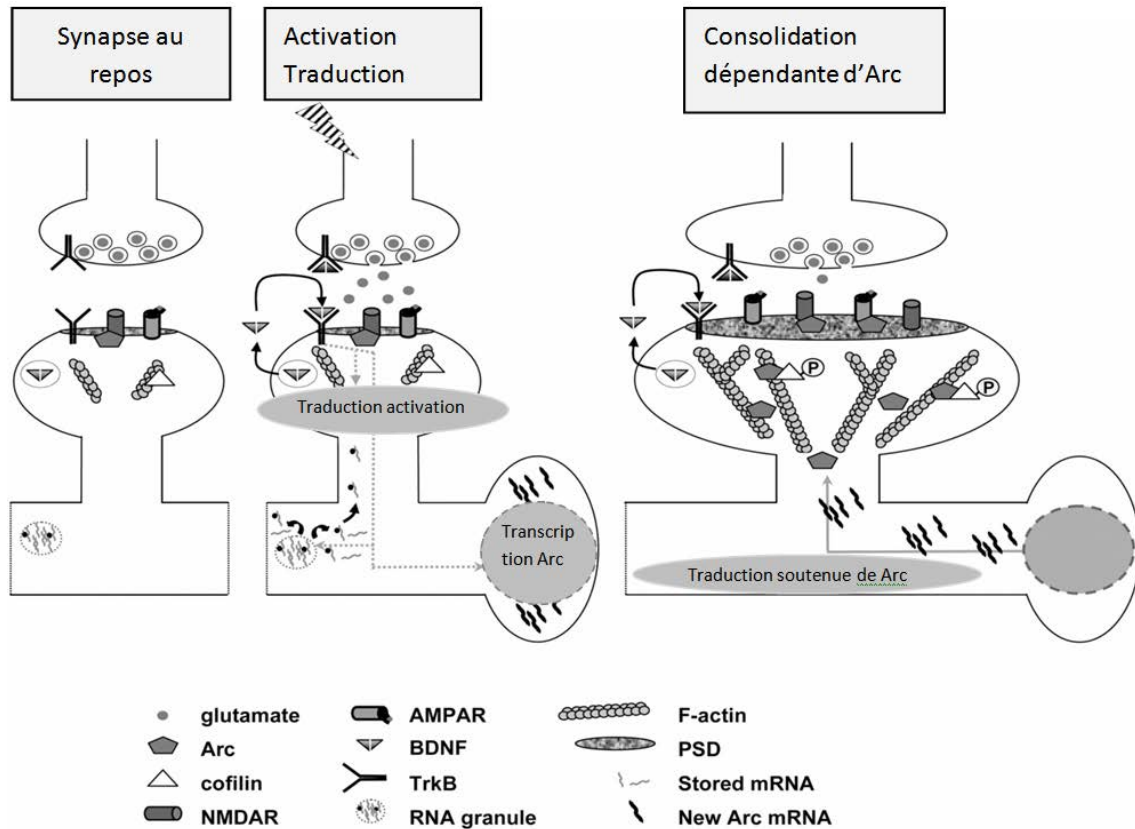 Synapse au
repos
Activation
Traduction
Consolidation
dépendante d'Arc
Traduction activation
Transcrip
tion Arc
P
P
Traduction soutenue de Arc
glutamate
Arc
cofilin
NMDAR
AMPAR
BDNF
TrkB
RNA granule
F-actin
PSD
Stored mRNA
New Arc mRNA